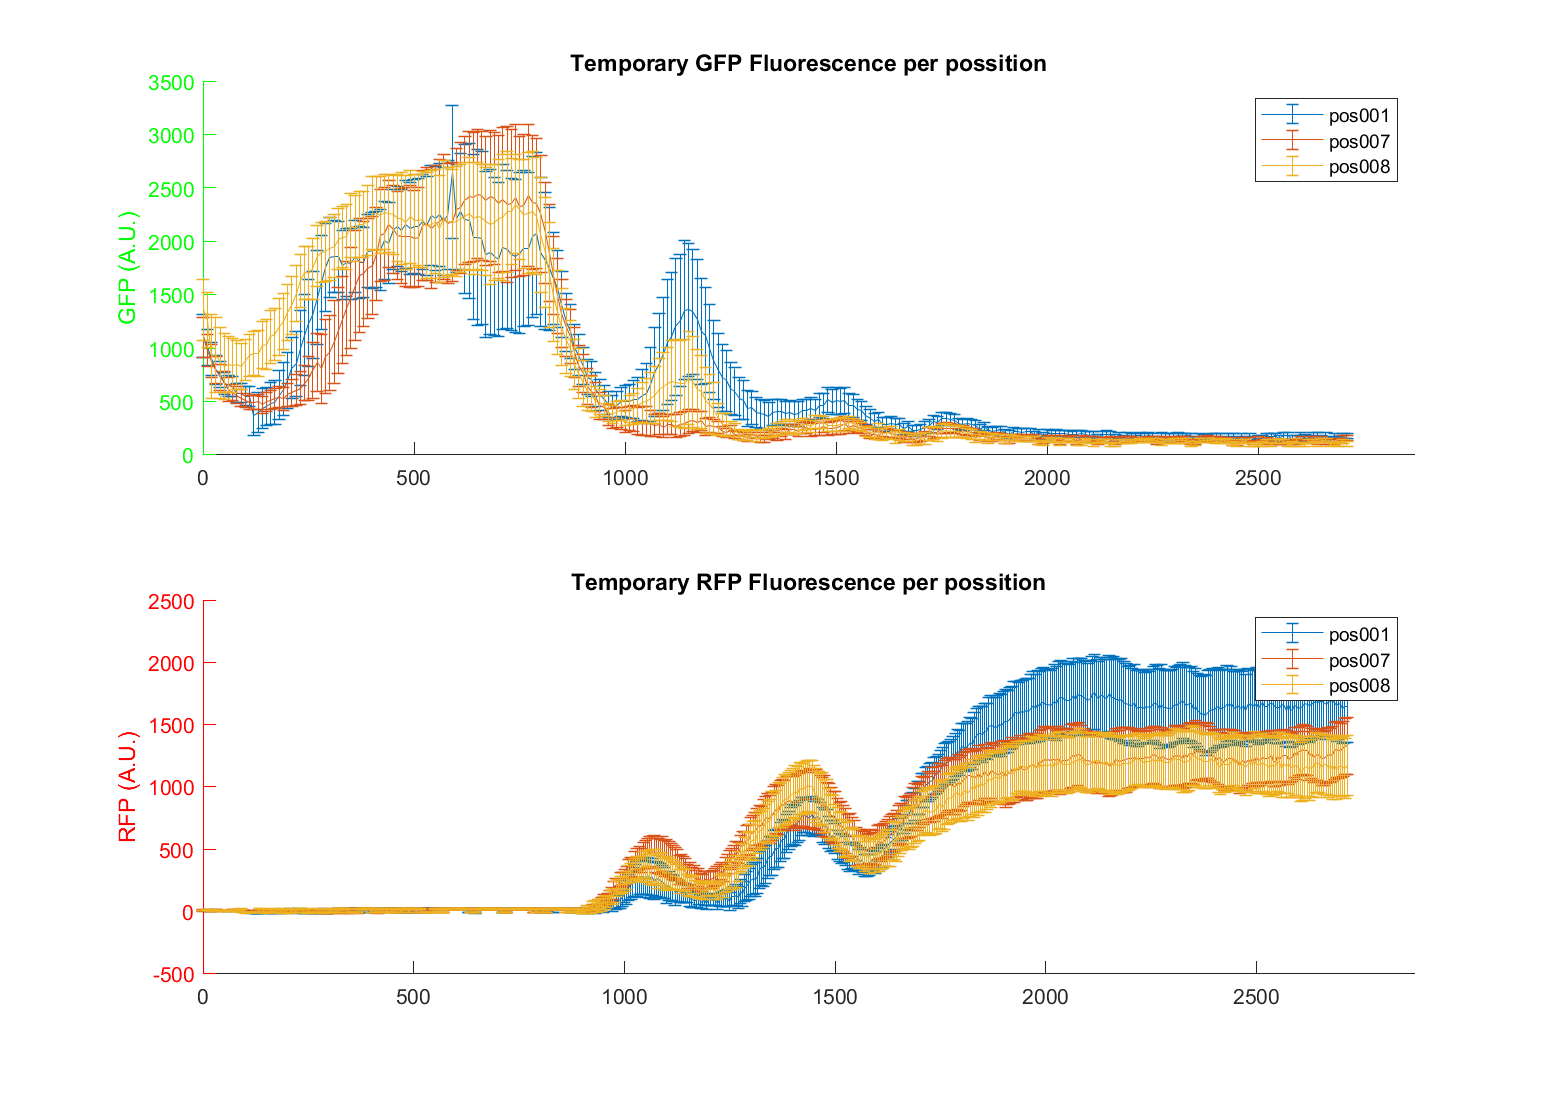 Temporary GFP Fluorescence per possition
3500
3000
2500
2000
1500
1000
500
0
GFP (A.U.)
pos001
pos007
pos008
0 500 1000 1500 2000 2500
Temporary RFP Fluorescence per possition
2500
2000
1500
1000
500
0
-500
RFP (A.U.)
pos001
pos007
pos008
0 500 1000 1500 2000 2500